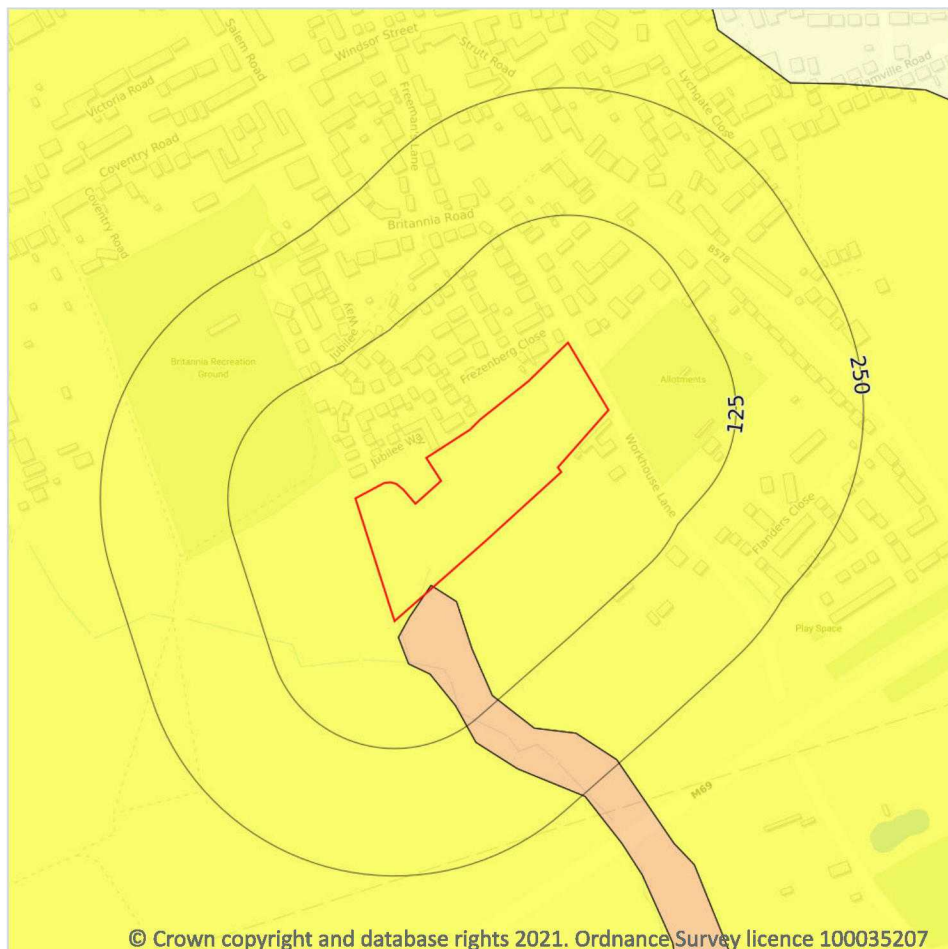 Salem Road
Windsor Street
Strutt Road
Victoria Road
Freeman's Lane
Lychgate Close
Coventry Road
Coventry Road
Britannia Road
B578
Jubilee Way
Britannia Recreation
Ground
Frezenberg Close
Allotments
250
125
Jubilee Wa
Workhouse Lane
Flanders Close
Play Space
M69
© Crown copyright and database rights 2021. Ordnance Survey licence 100035207